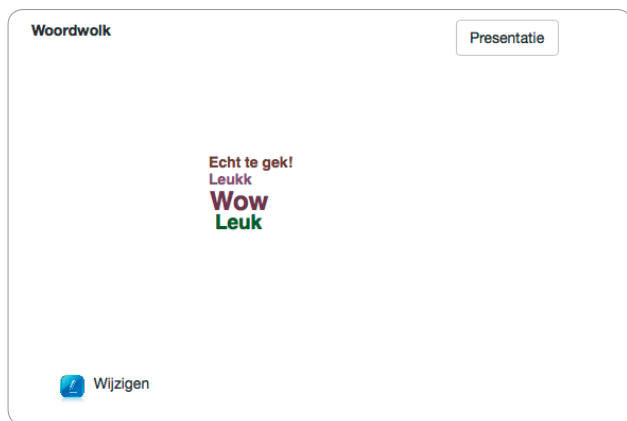 Woordwolk
Presentatie
Echt te gek!
Leukk
Wow
Leuk
Wijzigen